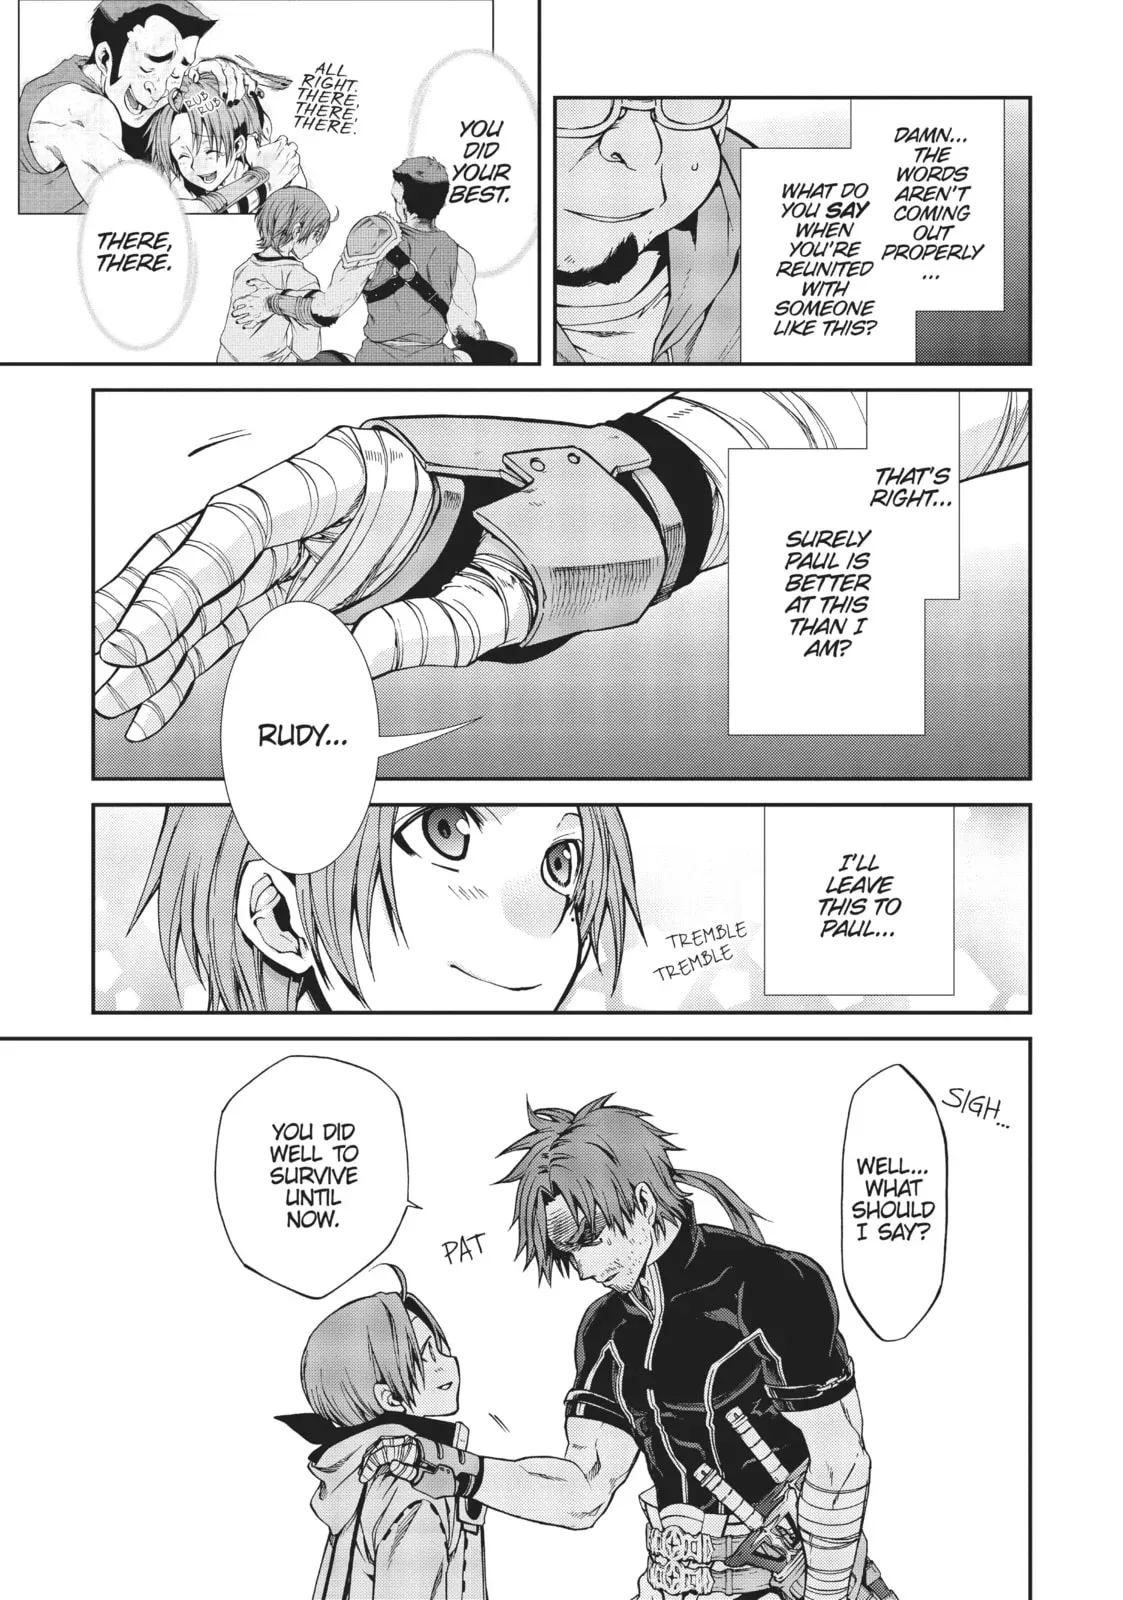 DAMN...
THE
WORDS
AREN'T
COMING
OUT
PROPERLY
...
WHAT DO
YOU SAY
WHEN
YOU'RE
REUNITED
WITH
SOMEONE
LIKE THIS?
YOU
DID
YOUR
BEST.
ALL
RIGHT.
THERE,
THERE,
THERE.
RUB
RUB
THERE,
THERE.
THAT'S
RIGHT...
SURELY
PAUL IS
BETTER
AT THIS
THAN I
AM?
RUDY...
I'LL
LEAVE
THIS TO
PAUL...
TREMBLE
TREMBLE
SIGH...
WELL...
WHAT
SHOULD
I SAY?
PAT
YOU DID
WELL TO
SURVIVE
UNTIL
NOW.